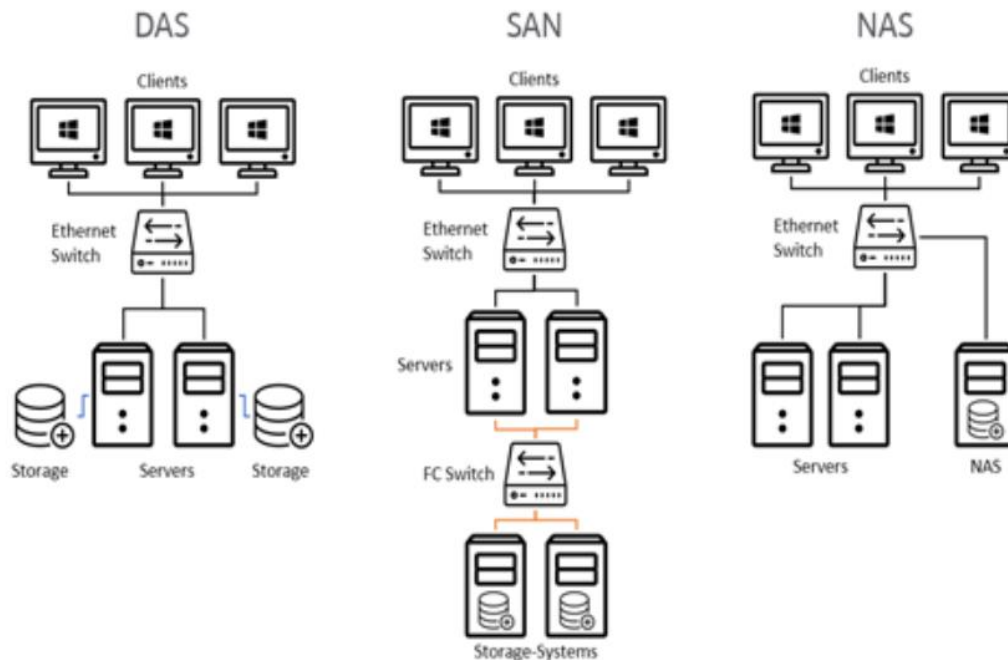 DAS
Clients
Ethernet
Switch
Storage
Servers
Storage
SAN
Clients
Ethernet
Switch
Servers
FC Switch
Storage-Systems
NAS
Clients
Ethernet
Switch
Servers
NAS